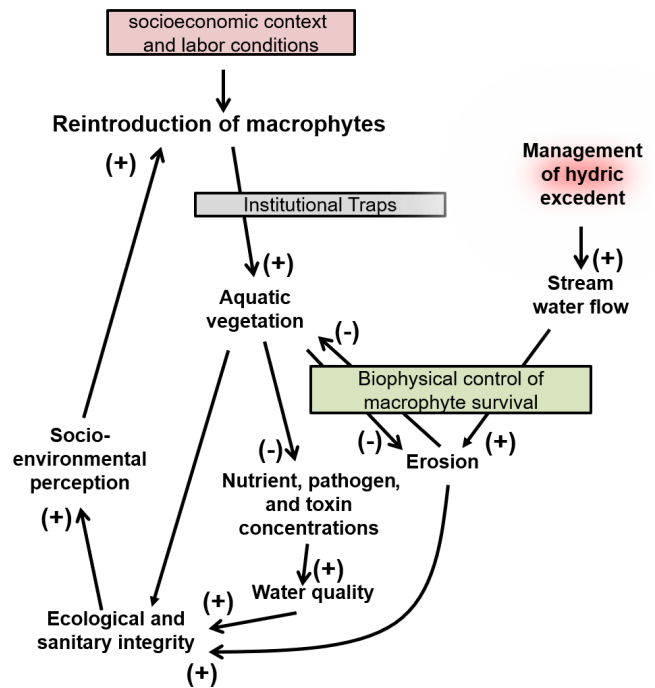 socioeconomic context
and labor conditions
Reintroduction of macrophytes
(+)
Management
of hydric
excedent
Institutional Traps
(+)
(+)
Stream
water flow
Aquatic
vegetation
(-)
Biophysical control of
macrophyte survival
Socio-
environmental
perception
(-)
(+)
(-)
Erosion
Nutrient, pathogen,
and toxin
concentrations
(+)
(+)
Water quality
(+)
Ecological and
sanitary integrity
(+)